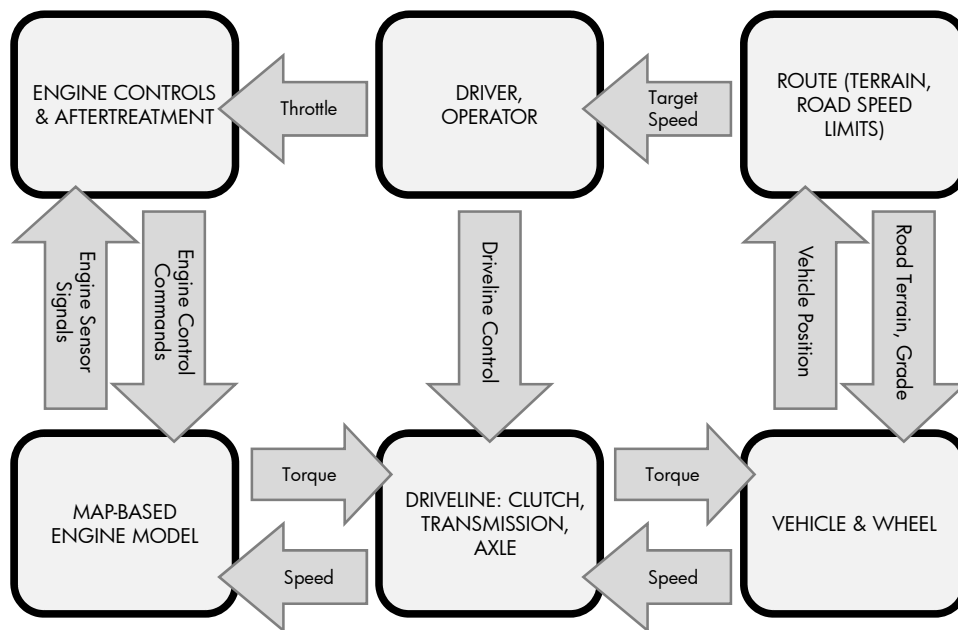 ENGINE CONTROLS
& AFTERTREATMENT
Throttle
DRIVER,
OPERATOR
Target
Speed
ROUTE (TERRAIN,
ROAD SPEED
LIMITS)
Engine Sensor
Signals
Engine Control
Commands
Driveline Control
Vehicle Position
Road Terrain, Grade
MAP-BASED
ENGINE MODEL
Torque
Speed
DRIVELINE: CLUTCH,
TRANSMISSION,
AXLE
Torque
Speed
VEHICLE & WHEEL